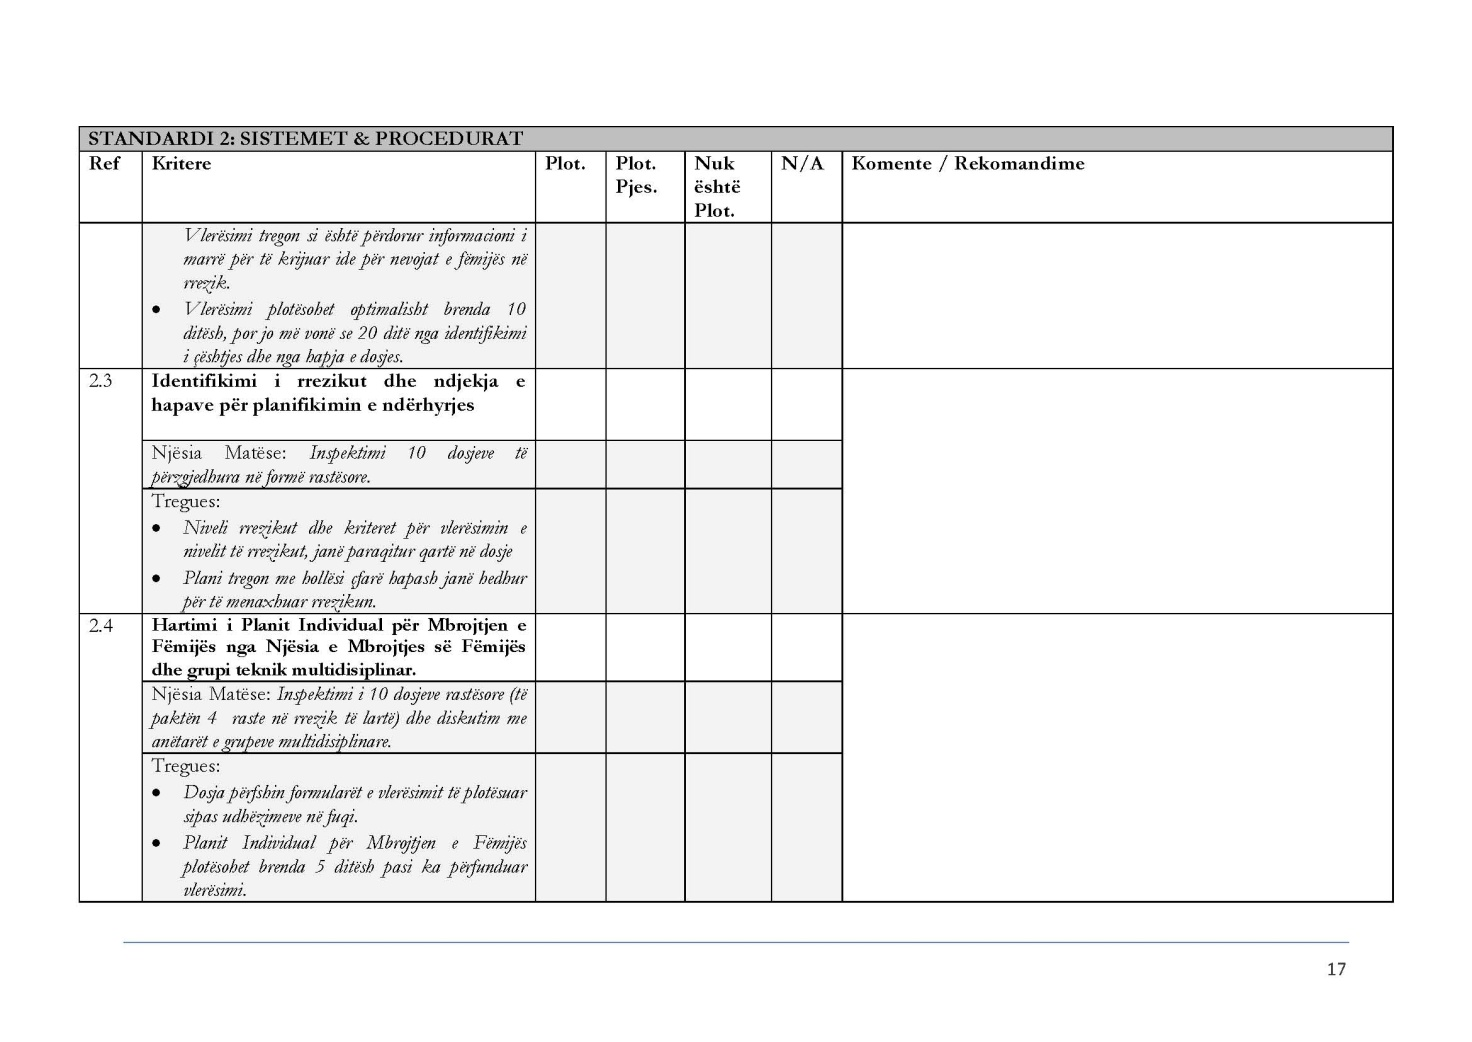 STANDARDI 2: SISTEMET & PROCEDURAT
Ref Kritere Plot. Plot. Nuk N/A Komente / Rekomandime
Pjes. është
Plot.
Vlerësimi tregon si është përdorur informacioni i
marrë për të krijuar ide për nevojat e fëmijës në
rrezik.
• Vlerësimi plotësohet optimalisht brenda 10
ditësh, por jo më vonë se 20 ditë nga identifikimi
i çështjes dhe nga hapja e dosjes.
2.3 Identifikimi i rrezikut dhe ndjekja e
hapave për planifikimin e ndërhyrjes
Njësia Matëse: Inspektimi 10 dosjeve të
përzgjedhura në formë rastësore.
Tregues:
• Niveli rrezikut dhe kriteret për vlerësimin e
nivelit të rrezikut, janë paraqitur qartë në dosje
• Plani tregon me hollësi çfarë hapash janë hedhur
për të menaxhuar rrezikun.
2.4 Hartimi i Planit Individual për Mbrojtjen e
Fëmijës nga Njësia e Mbrojtjes së Fëmijës
dhe grupi teknik multidisiplinar.
Njësia Matëse: Inspektimi i 10 dosjeve rastësore (të
paktën 4 raste në rrezik të lartë) dhe diskutim me
anëtarët e grupeve multidisiplinare.
Tregues:
• Dosja përfshin formularët e vlerësimit të plotësuar
sipas udhëzimeve në fuqi.
• Planit Individual për Mbrojtjen e Fëmijës
plotësohet brenda 5 ditësh pasi ka përfunduar
vlerësimi.
17